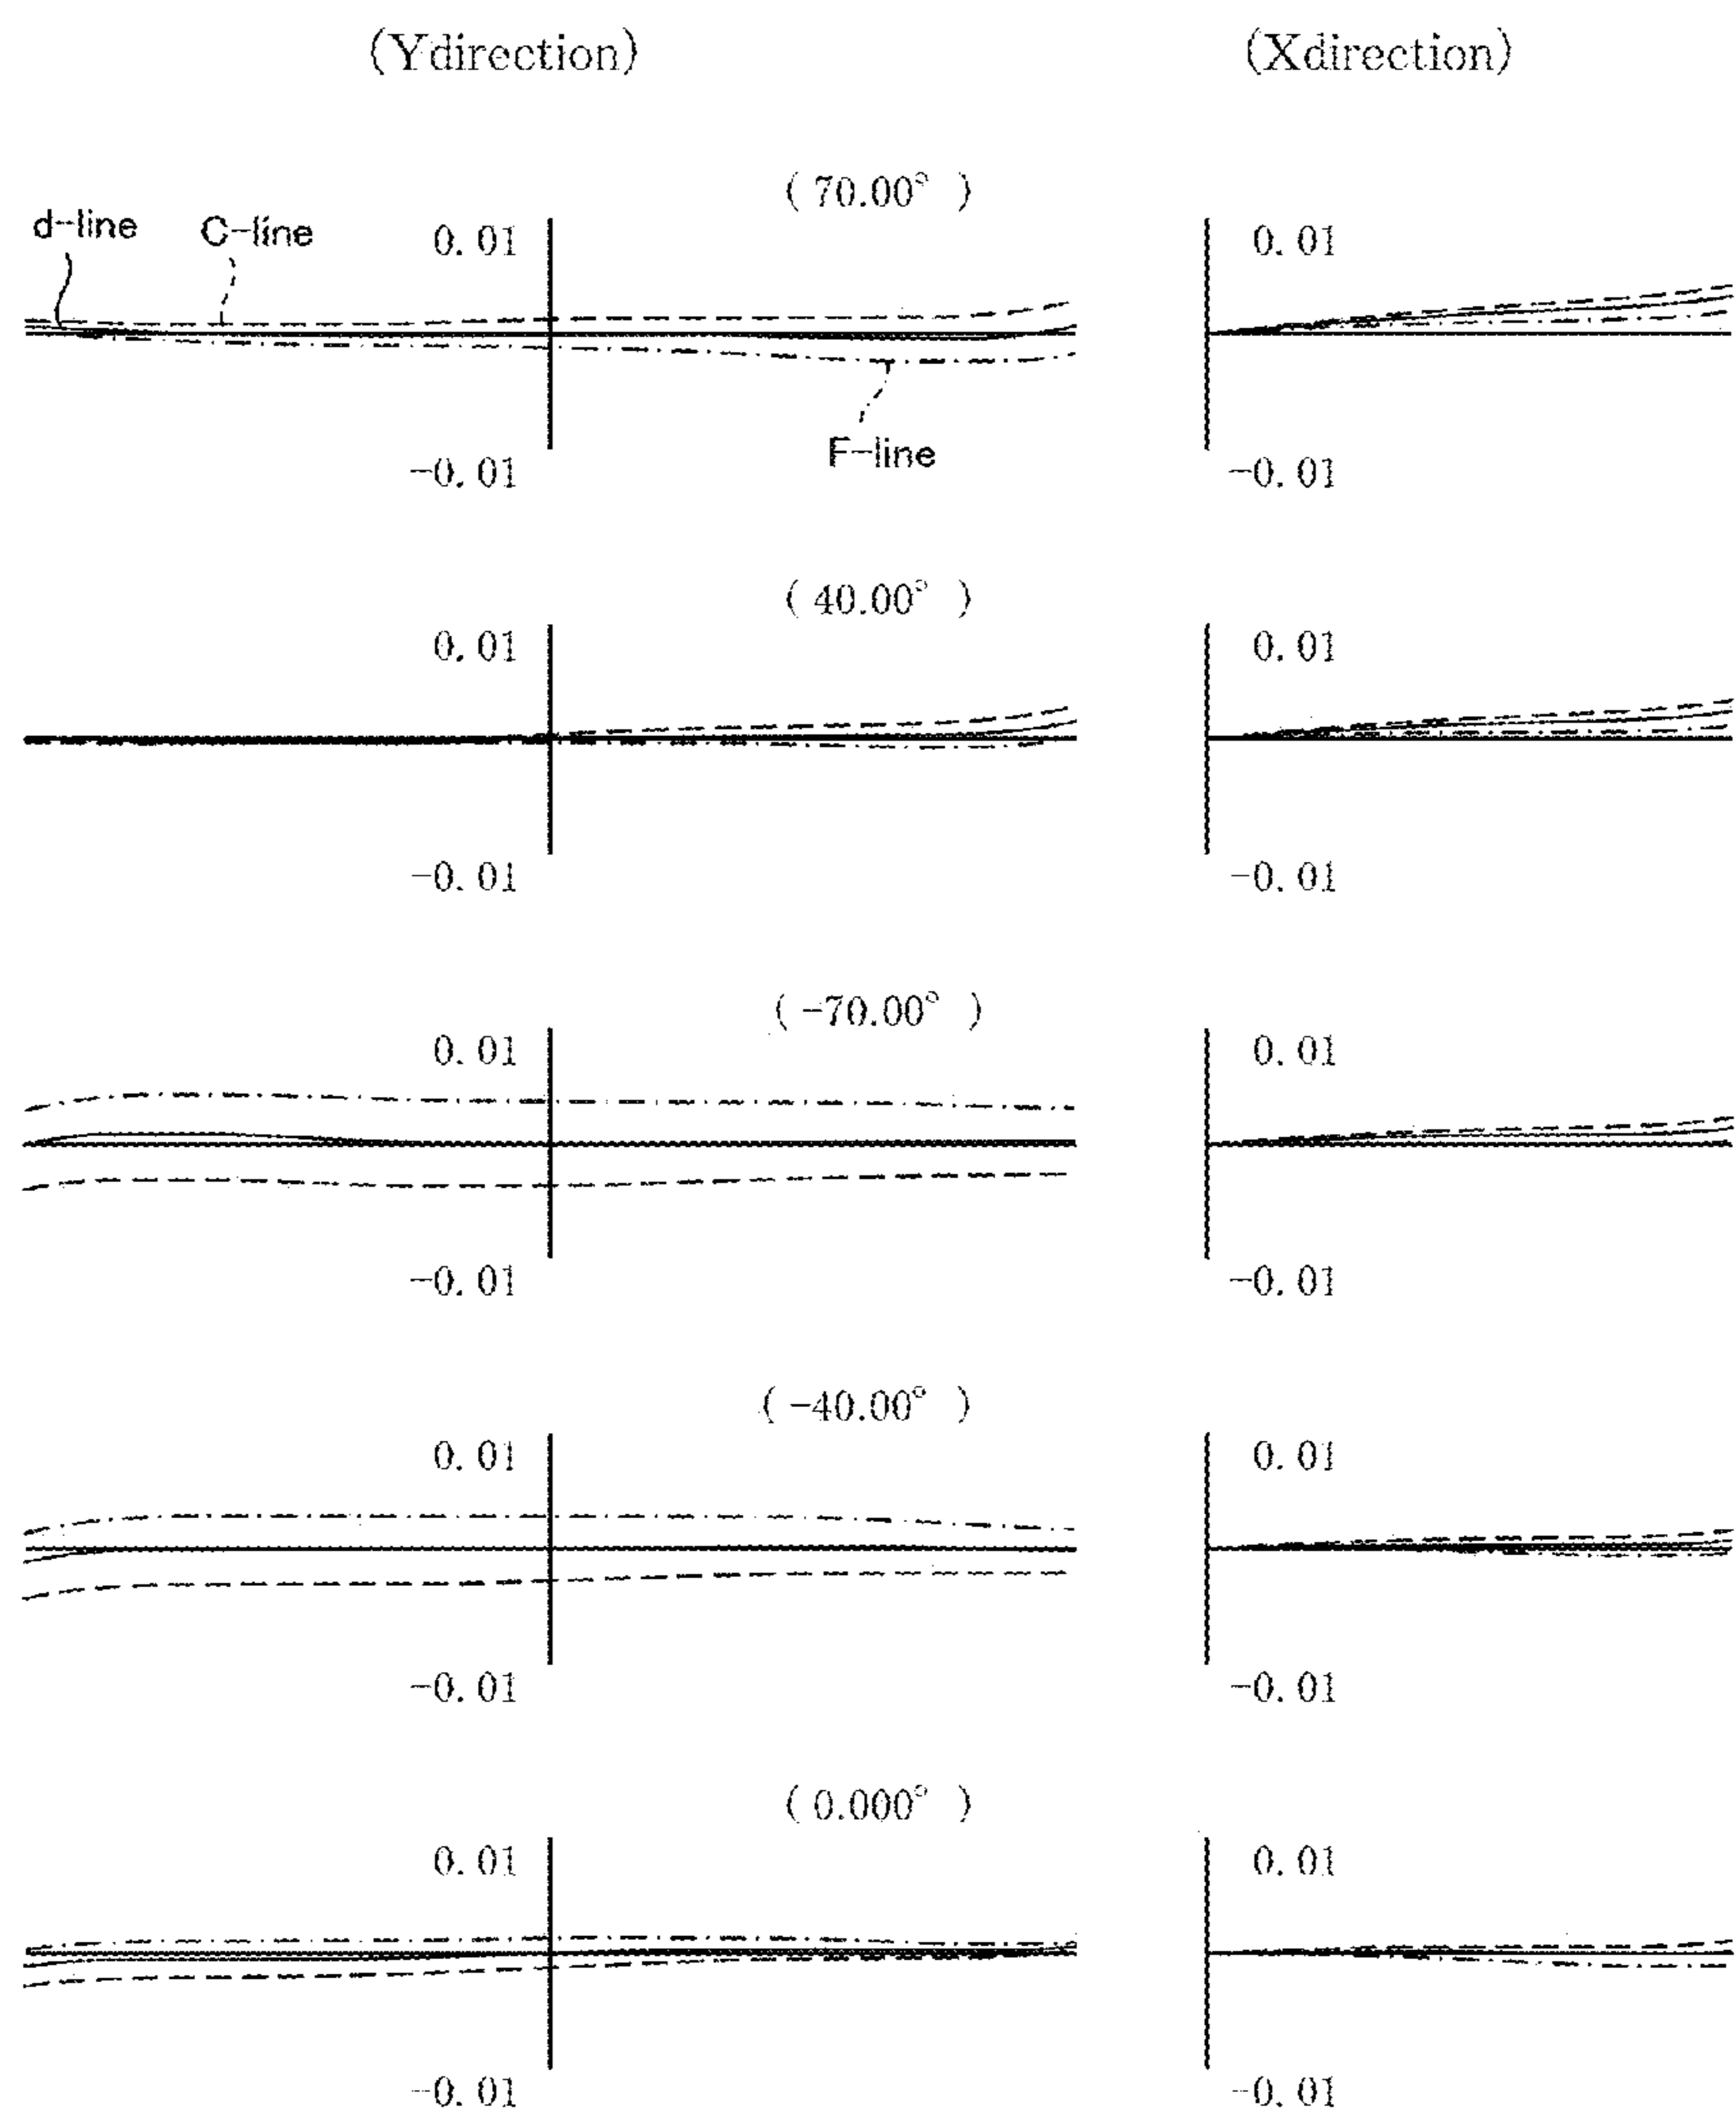 (Ydirection) (Xdirection)
( 70.00° )
d-line C-line 0.01 0.01
F-line
-0.01 -0.01
( 40.00° )
0.01 0.01
-0.01 -0.01
( -70.00° )
0.01 0.01
-0.01 -0.01
( -40.00° )
0.01 0.01
-0.01 -0.01
( 0.000° )
0.01 0.01
-0.01 -0.01